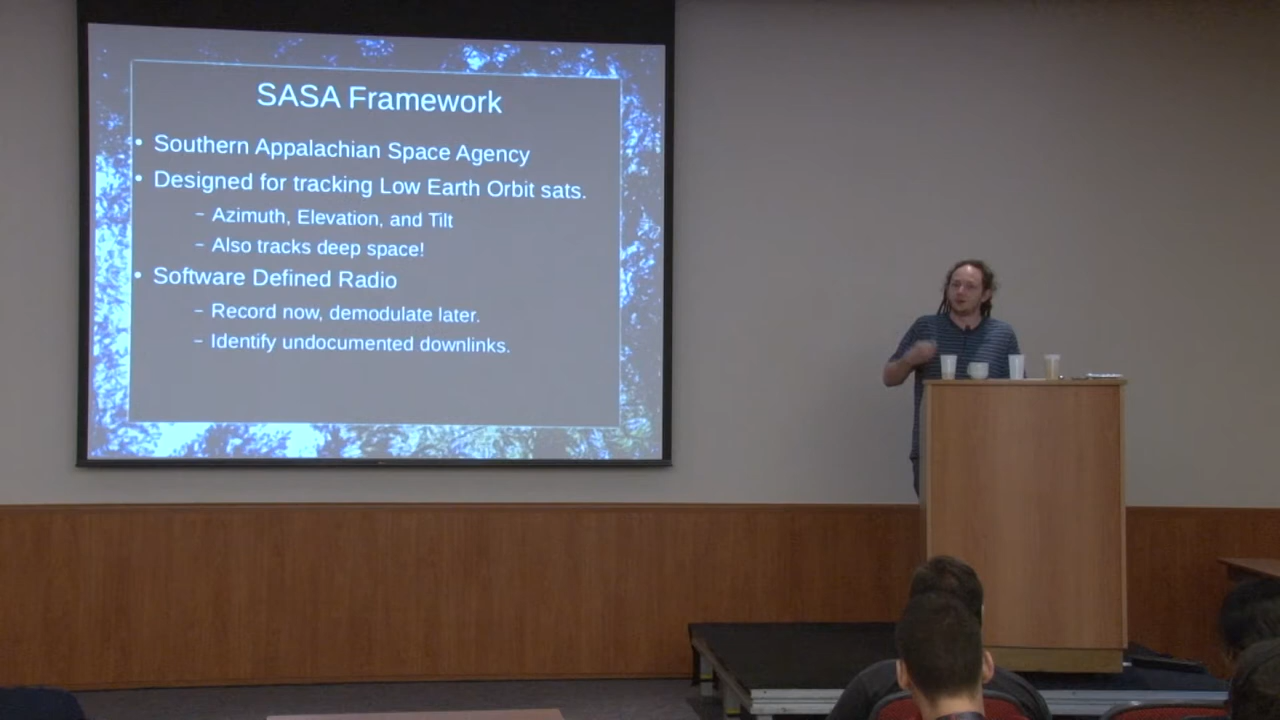 SASA Framework
• Southern Appalachian Space Agency
• Designed for tracking Low Earth Orbit sats.
– Azimuth, Elevation, and Tilt
– Also tracks deep space!
• Software Defined Radio
– Record now, demodulate later.
– Identify undocumented downlinks.